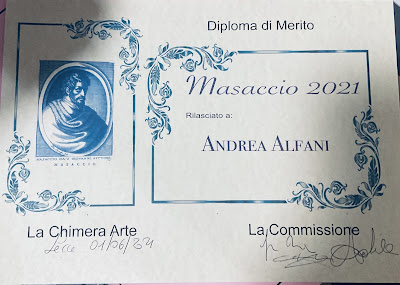 Diploma di Merito
Masaccio 2021
Rilasciato a:
ANDREA ALFANI
MASACCIO
La Chimera Arte
Lecce 01/06/21
La Commissione